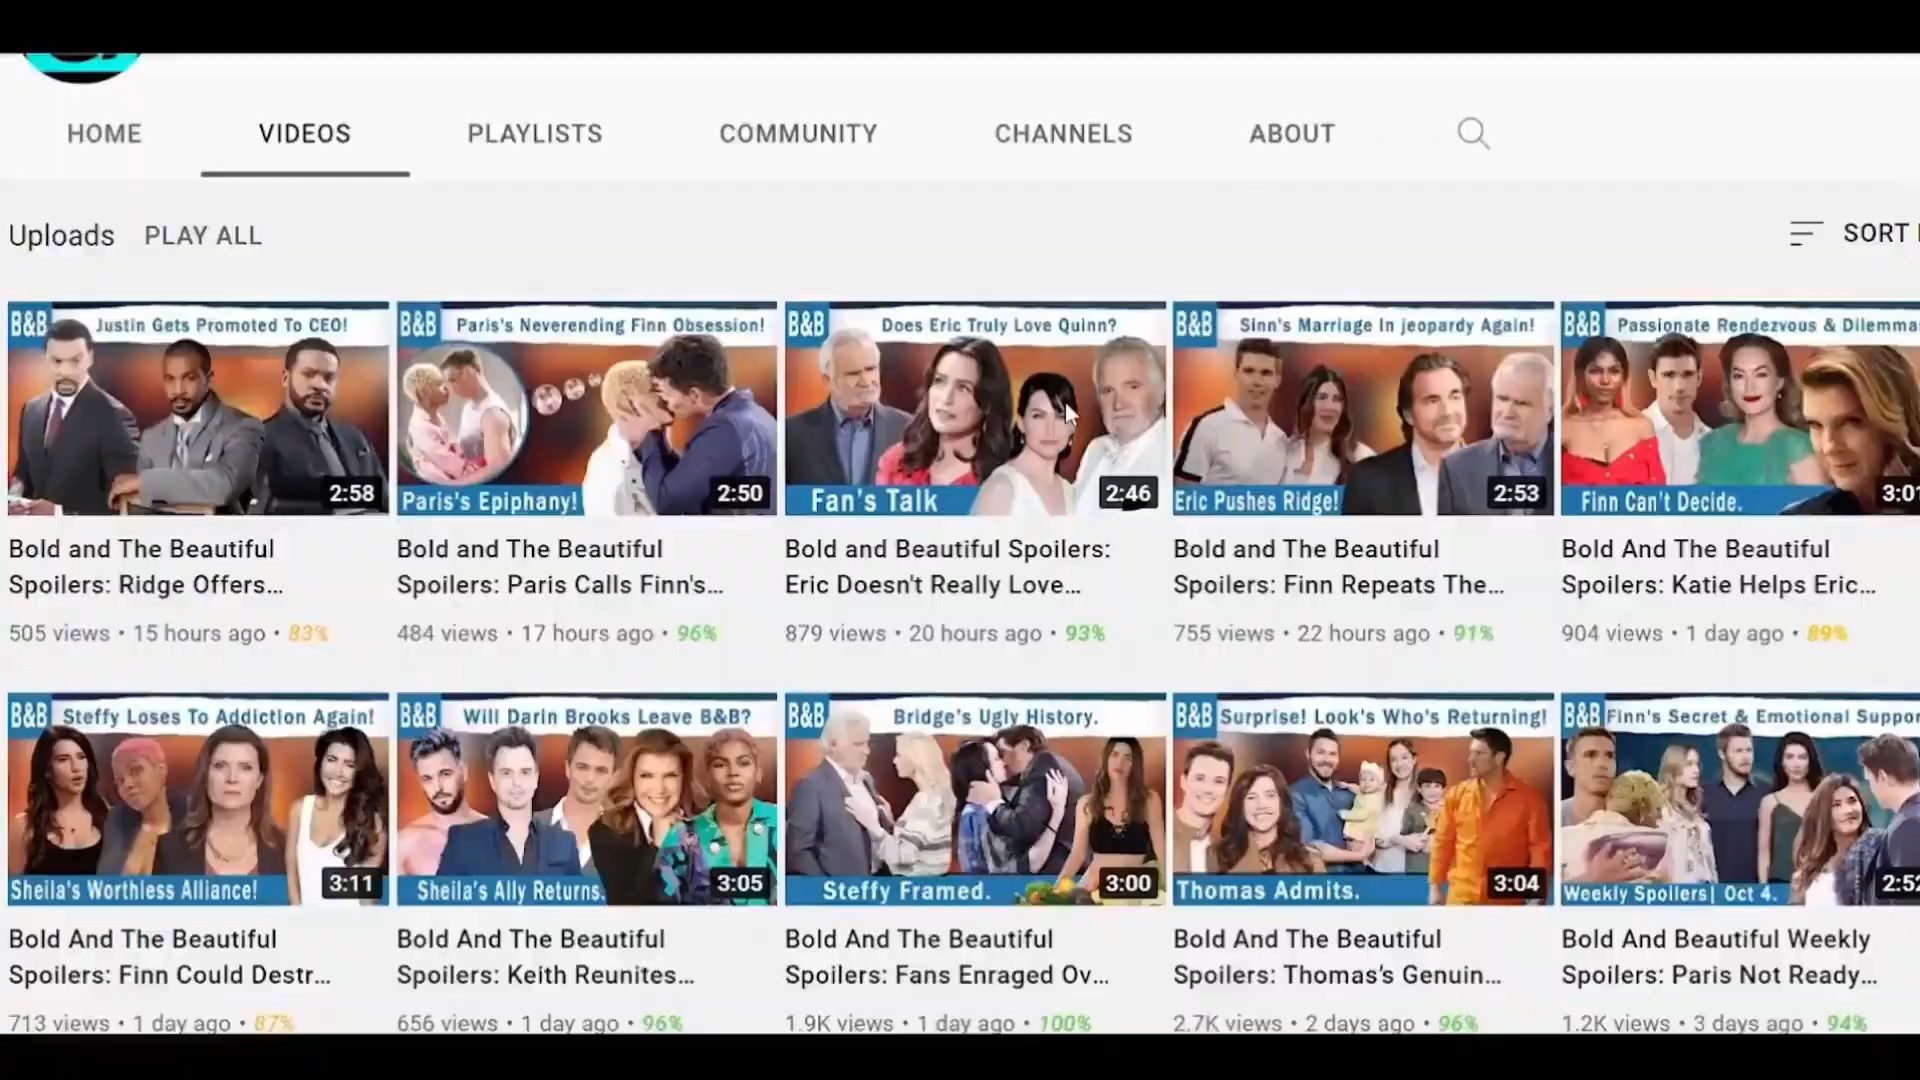 HOME VIDEOS PLAYLISTS COMMUNITY CHANNELS ABOUT
Uploads PLAY ALL
SORT
B&B Justin Gets Promoted To CEO!
2:58
B&B Paris's Neverending Finn Obsession!
Paris's Epiphany!
2:50
B&B Does Eric Truly Love Quinn?
Fan's Talk
2:46
B&B Sinn's Marriage In jeopardy Again!
Eric Pushes Ridge!
2:53
B&B Passionate Rendezvous & Dilemma
Finn Can't Decide.
3:01
Bold and The Beautiful
Spoilers: Ridge Offers...
505 views • 15 hours ago • 83%
Bold and The Beautiful
Spoilers: Paris Calls Finn's...
484 views • 17 hours ago • 96%
Bold and Beautiful Spoilers:
Eric Doesn't Really Love...
879 views • 20 hours ago • 93%
Bold and The Beautiful
Spoilers: Finn Repeats The...
755 views • 22 hours ago • 91%
Bold And The Beautiful
Spoilers: Katie Helps Eric...
904 views • 1 day ago • 89%
B&B Steffy Loses To Addiction Again!
Sheila's Worthless Alliance!
3:11
B&B Will Darin Brooks Leave B&B?
Sheila's Ally Returns.
3:05
B&B Bridge's Ugly History.
Steffy Framed.
3:00
B&B Surprise! Look's Who's Returning!
Thomas Admits.
3:04
B&B Finn's Secret & Emotional Suppor
Weekly Spoilers| Oct 4.
2:52
Bold And The Beautiful
Spoilers: Finn Could Destr...
713 views • 1 day ago • 87%
Bold And The Beautiful
Spoilers: Keith Reunites...
656 views • 1 day ago • 96%
Bold And The Beautiful
Spoilers: Fans Enraged Ov...
1.9K views • 1 day ago • 100%
Bold And The Beautiful
Spoilers: Thomas's Genuin...
2.7K views • 2 days ago • 96%
Bold And Beautiful Weekly
Spoilers: Paris Not Ready...
1.2K views • 3 days ago • 94%